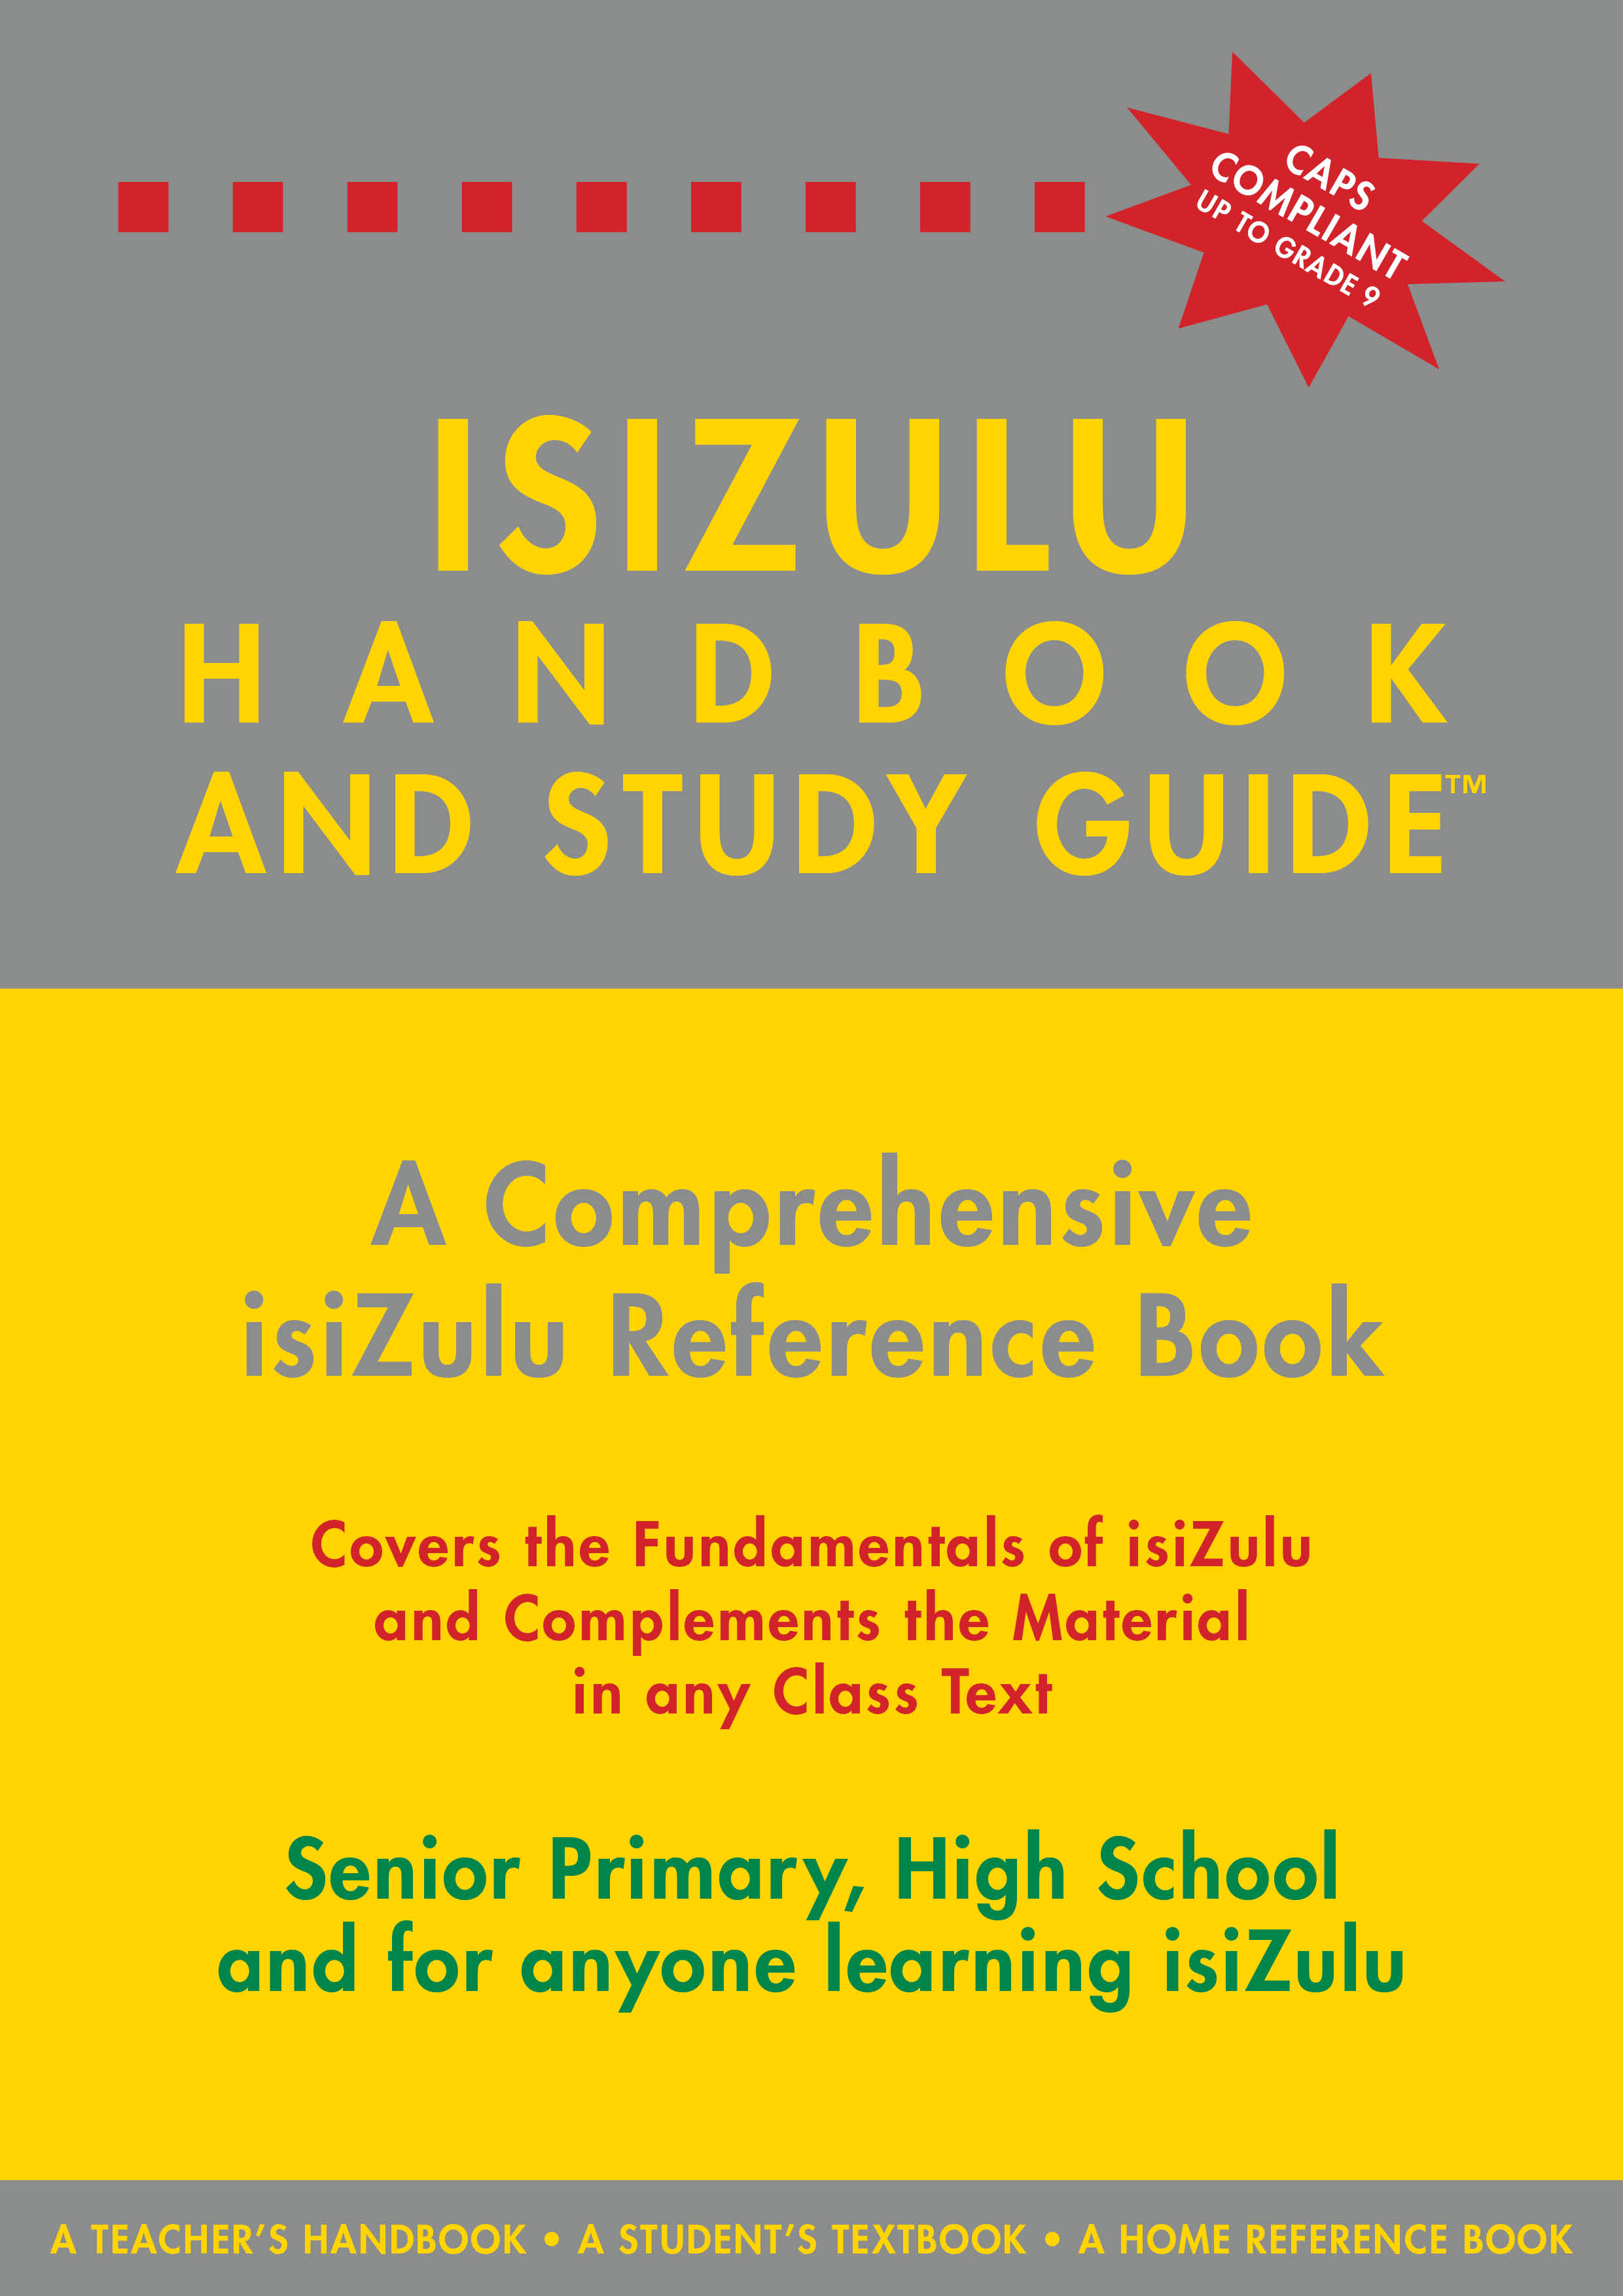 CAPS
COMPLIANT
UP TO GRADE 9
ISIZULU
HANDBOOK
AND STUDY GUIDE™
A Comprehensive
isiZulu Reference Book
Covers the Fundamentals of isiZulu
and Complements the Material
in any Class Text
Senior Primary, High School
and for anyone learning isiZulu
A TEACHER’S HANDBOOK • A STUDENT’S TEXTBOOK • A HOME REFERENCE BOOK